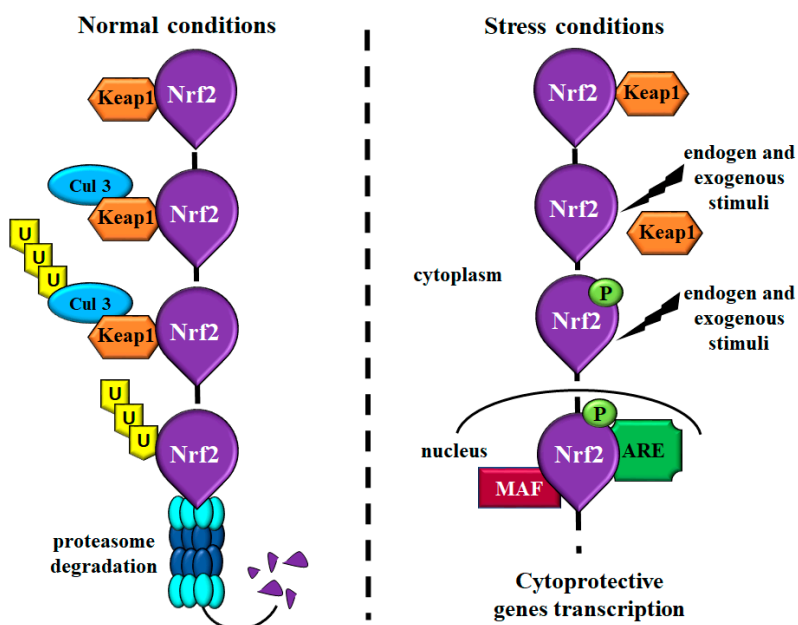 Normal conditions
Keap1
Nrf2
Cul 3
Keap1
Nrf2
U
U
U
Cul 3
Keap1
Nrf2
U
U
U
Nrf2
proteasome
degradation
Stress conditions
Nrf2
Keap1
endogen and
exogenous
stimuli
Nrf2
Keap1
cytoplasm
P
Nrf2
endogen and
exogenous
stimuli
nucleus
P
Nrf2
ARE
MAF
Cytoprotective
genes transcription